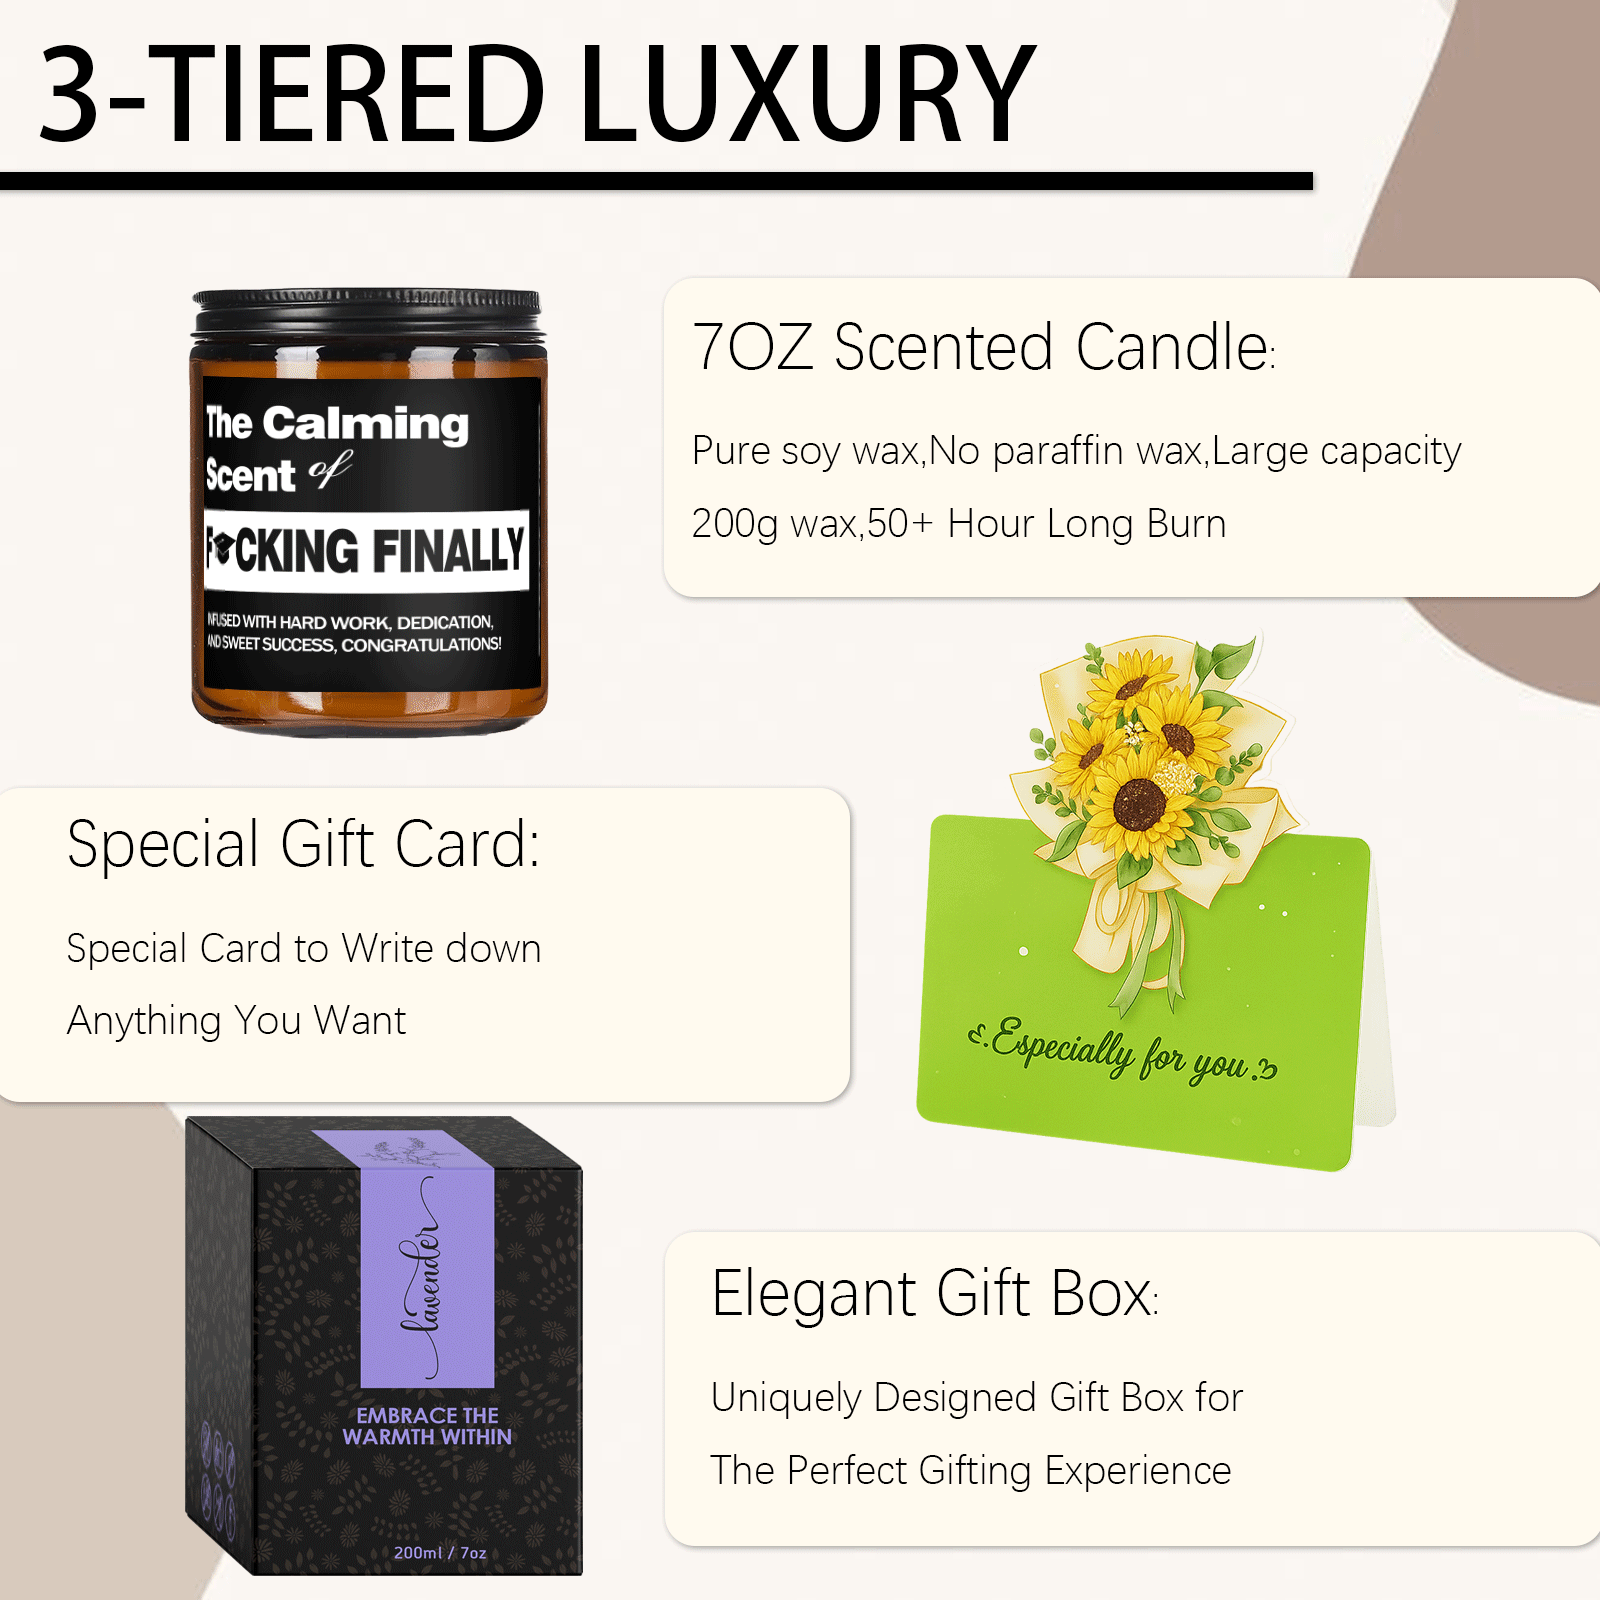 3-TIERED LUXURY
The Calming
Scent of
F CKING FINALLY
INFUSED WITH HARD WORK, DEDICATION,
AND SWEET SUCCESS, CONGRATULATIONS!
7OZ Scented Candle:
Pure soy wax,No paraffin wax,Large capacity
200g wax,50+ Hour Long Burn
Special Gift Card:
Special Card to Write down
Anything You Want
Especially for you
lavender
EMBRACE THE
WARMTH WITHIN
200ml / 7oz
Elegant Gift Box:
Uniquely Designed Gift Box for
The Perfect Gifting Experience